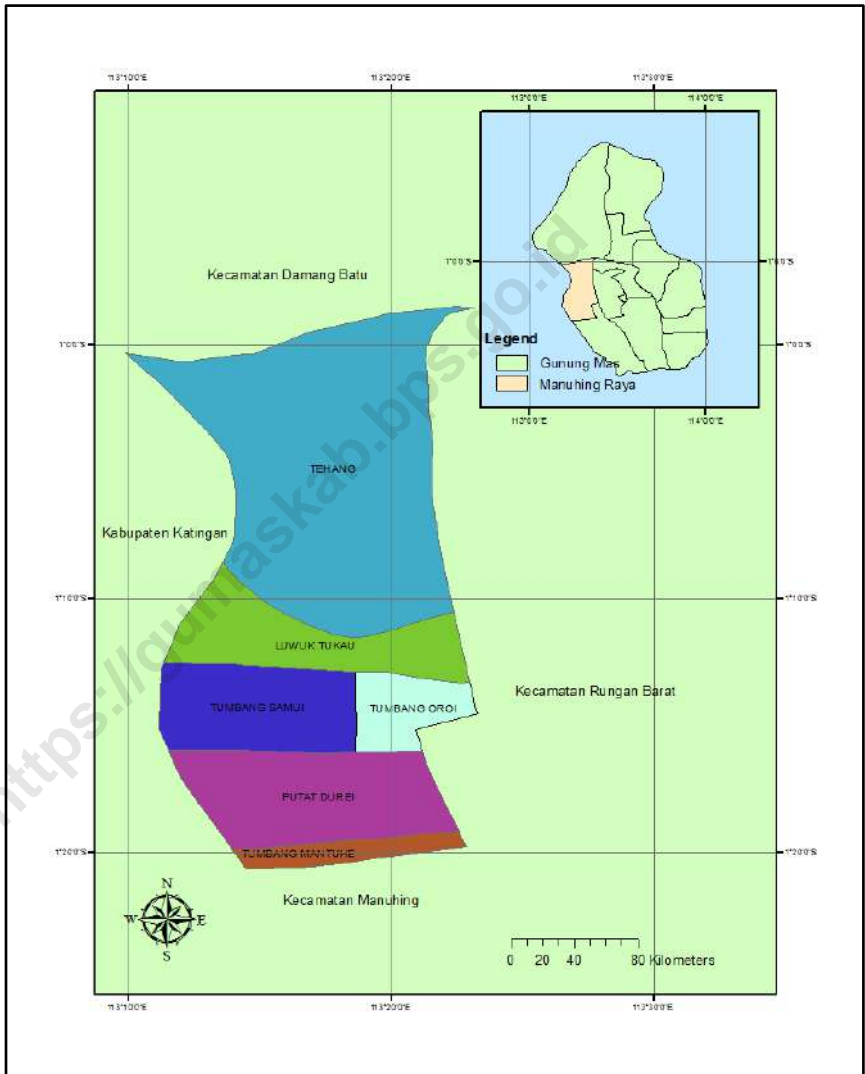 113°10'0"E 113°20'0"E 113°30'0"E
113°0'0"E 114°0'0"E
Kecamatan Damang Batu
1°0'0"S 1°0'0"S
Legend
Gunung Mas
Manuhing Raya
1°0'0"S 1°0'0"S
113°0'0"E 114°0'0"E
TEHANG
Kabupaten Katingan
1°10'0"S 1°10'0"S
LUWUK TUKAU
Kecamatan Rungan Barat
TUMBANG SAMUI TUMBANG OROI
PUTAT DUREI
1°20'0"S TUMBANG MANTUHE 1°20'0"S
Kecamatan Manuhing
N
W E
S
0 20 40 80 Kilometers
113°10'0"E 113°20'0"E 113°30'0"E
https://gumaskab.bps.go.id